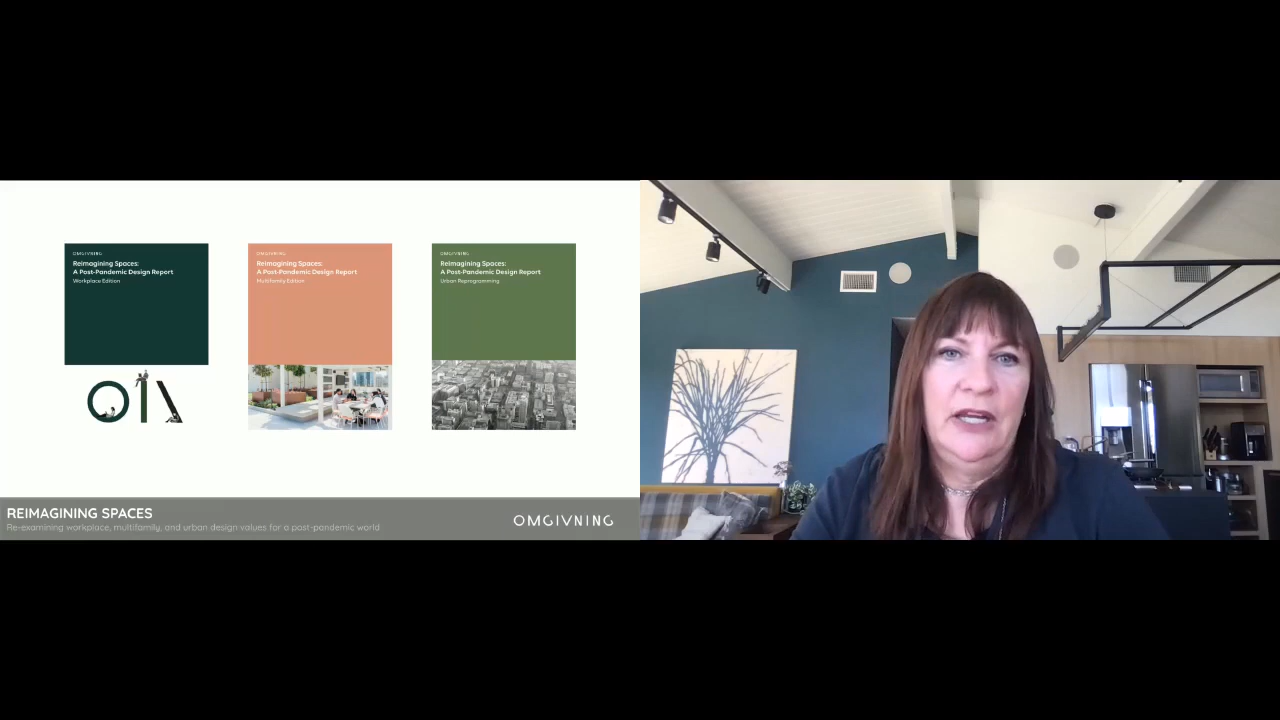 OMGIVNING
Reimagining Spaces:
A Post-Pandemic Design Report
Workplace Edition
OMGIVNING
Reimagining Spaces:
A Post-Pandemic Design Report
Multifamily Edition
OMGIVNING
Reimagining Spaces:
A Post-Pandemic Design Report
Urban Reprogramming
REIMAGINING SPACES
Re-examining workplace, multifamily, and urban design values for a post-pandemic world
OMGIVNING